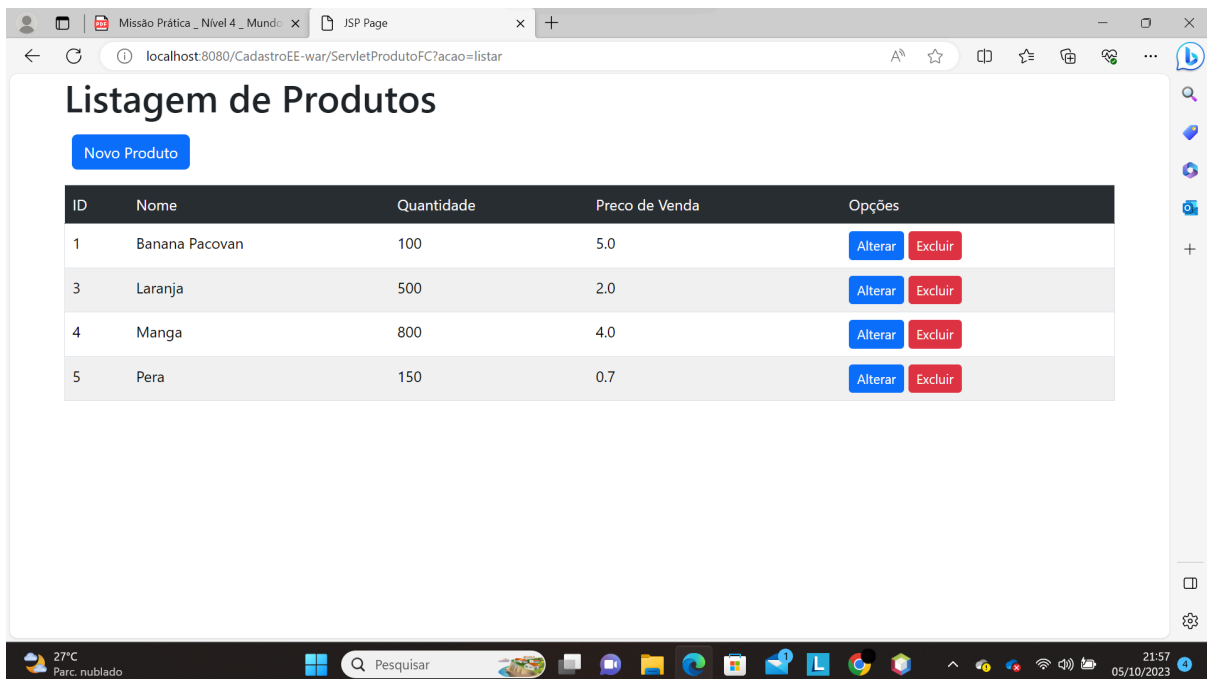 Missão Prática _ Nível 4 _ Mundo
JSP Page
localhost:8080/CadastroEE-war/ServletProdutoFC?acao=listar
Listagem de Produtos
Novo Produto
ID Nome Quantidade Preco de Venda Opções
1 Banana Pacovan 100 5.0 Alterar Excluir
3 Laranja 500 2.0 Alterar Excluir
4 Manga 800 4.0 Alterar Excluir
5 Pera 150 0.7 Alterar Excluir
27°C
Parc. nublado
Pesquisar
1
L
21:57
05/10/2023
4